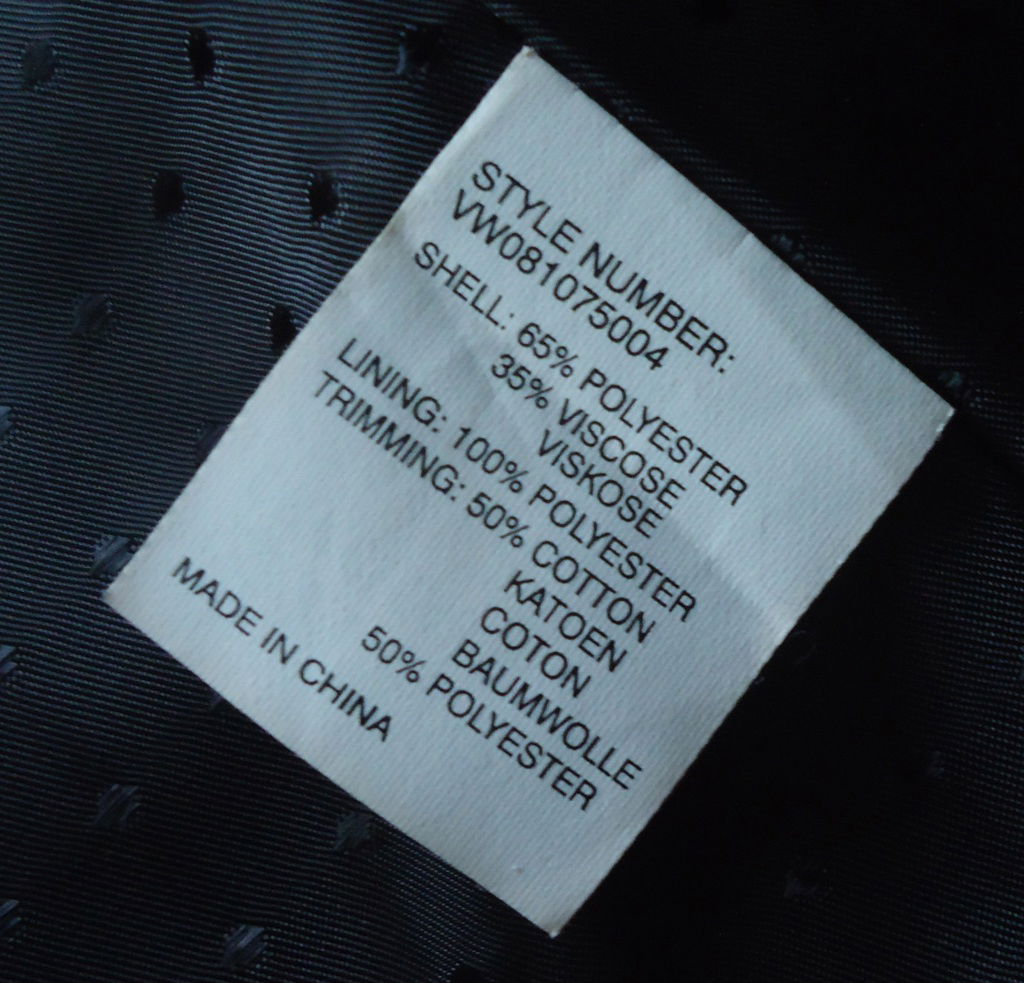 STYLE NUMBER:
VW081075004
SHELL: 65% POLYESTER
35% VISCOSE
VISKOSE
LINING: 100% POLYESTER
TRIMMING: 50% COTTON
KATOEN
COTON
BAUMWOLLE
50% POLYESTER
MADE IN CHINA